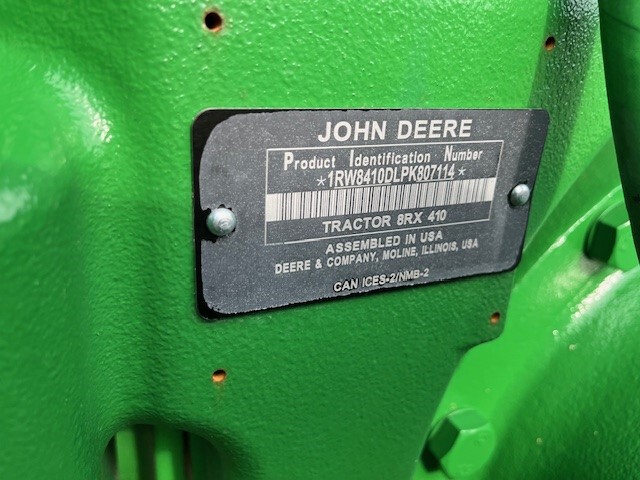 JOHN DEERE
Product Identification Number
*1RW8410DLPK807114*
TRACTOR 8RX 410
ASSEMBLED IN USA
DEERE & COMPANY, MOLINE, ILLINOIS, USA
CAN ICES-2/NMB-2